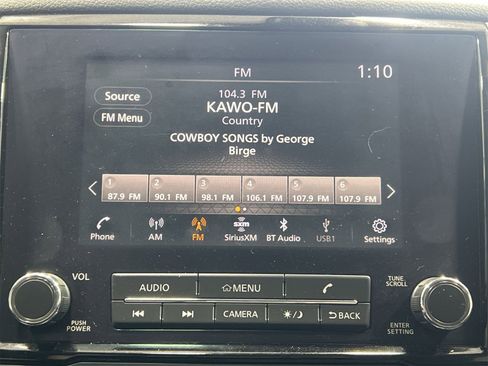 FM
1:10
Source
104.3 FM
KAWO-FM
FM Menu
Country
COWBOY SONGS by George
Birge
1 2 3 4 5 6
87.9 FM 90.1 FM 98.1 FM 106.1 FM 107.9 FM 107.9 FM
sxm
Phone AM FM SiriusXM BT Audio USB1 Settings
VOL
AUDIO MENU
TUNE
SCROLL
PUSH
POWER
CAMERA BACK
ENTER
SETTING